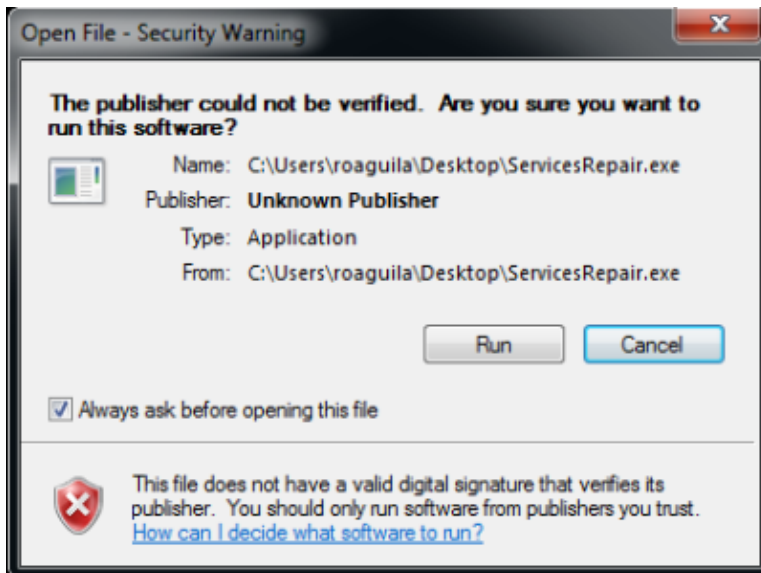 Open File - Security Warning
The publisher could not be verified. Are you sure you want to
run this software?
Name: C:\Users\roaguila\Desktop\ServicesRepair.exe
Publisher: Unknown Publisher
Type: Application
From: C:\Users\roaguila\Desktop\ServicesRepair.exe
Run Cancel
Always ask before opening this file
This file does not have a valid digital signature that verifies its
publisher. You should only run software from publishers you trust.
How can I decide what software to run?